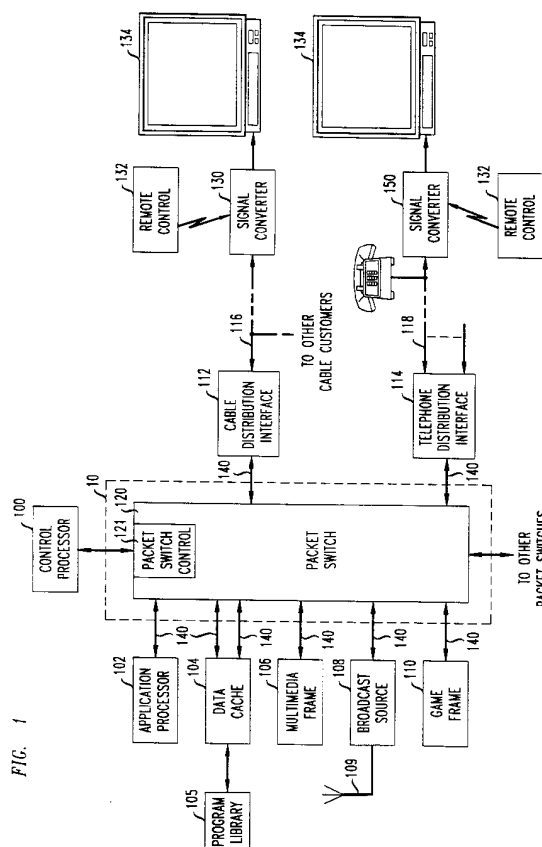 FIG. 1
100
CONTROL
PROCESSOR
10
120
121
PACKET
SWITCH
CONTROL
PACKET
SWITCH
TO OTHER
PACKET SWITCHES
102
APPLICATION
PROCESSOR
140
104
DATA
CACHE
140
140
105
PROGRAM
LIBRARY
106
MULTIMEDIA
FRAME
140
108
BROADCAST
SOURCE
140
109
110
GAME
FRAME
140
112
CABLE
DISTRIBUTION
INTERFACE
140
116
TO OTHER
CABLE CUSTOMERS
114
TELEPHONE
DISTRIBUTION
INTERFACE
140
118
132
REMOTE
CONTROL
130
SIGNAL
CONVERTER
134
150
SIGNAL
CONVERTER
134
132
REMOTE
CONTROL